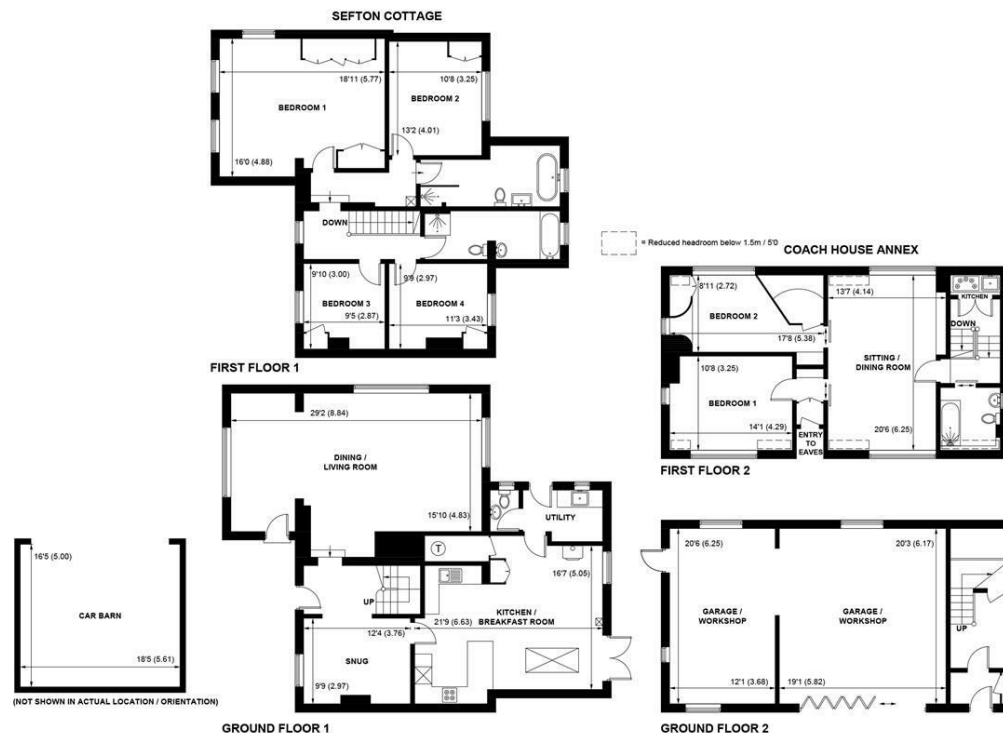 SEFTON COTTAGE
18'11 (5.77)
BEDROOM 1
16'0 (4.88)
10'8 (3.25)
BEDROOM 2
13'2 (4.01)
DOWN
9'10 (3.00)
BEDROOM 3
9'5 (2.87)
9'9 (2.97)
BEDROOM 4
11'3 (3.43)
FIRST FLOOR 1
= Reduced headroom below 1.5m / 5'0
COACH HOUSE ANNEX
8'11 (2.72)
BEDROOM 2
17'8 (5.38)
13'7 (4.14)
KITCHEN
DOWN
SITTING /
DINING ROOM
10'8 (3.25)
BEDROOM 1
14'1 (4.29)
ENTRY
TO
EAVES
20'6 (6.25)
FIRST FLOOR 2
29'2 (8.84)
DINING /
LIVING ROOM
15'10 (4.83)
UTILITY
T
16'7 (5.05)
UP
KITCHEN /
BREAKFAST ROOM
21'9 (6.63)
12'4 (3.76)
SNUG
9'9 (2.97)
GROUND FLOOR 1
16'5 (5.00)
CAR BARN
18'5 (5.61)
(NOT SHOWN IN ACTUAL LOCATION / ORIENTATION)
20'6 (6.25)
GARAGE /
WORKSHOP
12'1 (3.68)
20'3 (6.17)
GARAGE /
WORKSHOP
19'1 (5.82)
UP
GROUND FLOOR 2